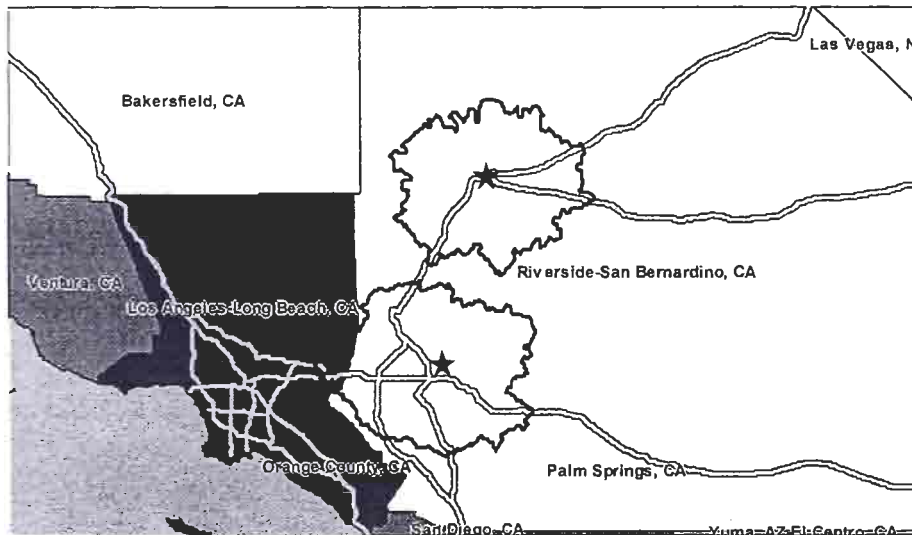 Las Vegas, N
Bakersfield, CA
Riverside-San Bernardino, CA
Ventura, CA
Los Angeles-Long Beach, CA
Orange County, CA
Palm Springs, CA
San Diego, CA
Yuma, AZ-El Centro, CA